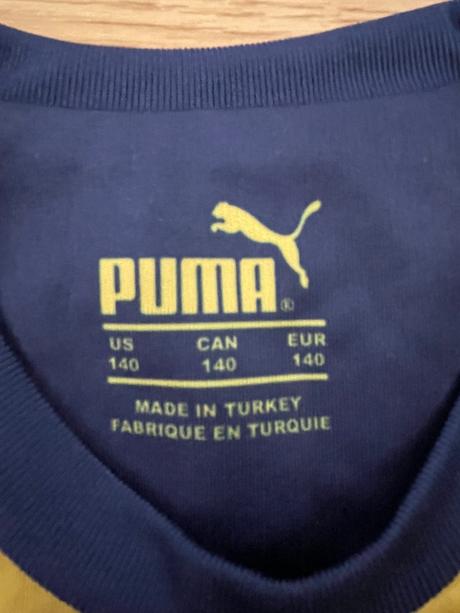 PUMA®
US CAN EUR
140 140 140
MADE IN TURKEY
FABRIQUE EN TURQUIE